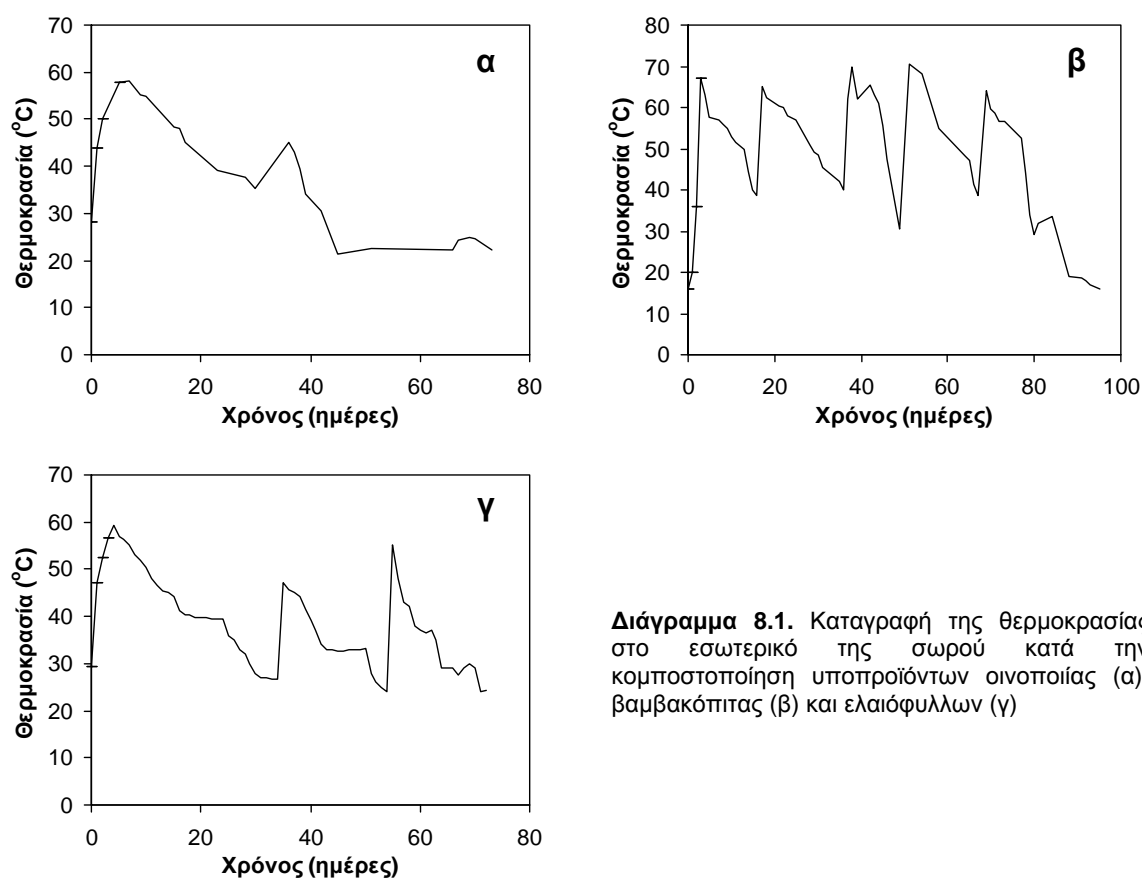 α
Θερμοκρασία (°C)
70
60
50
40
30
20
10
0
0 20 40 60 80
Χρόνος (ημέρες)
β
Θερμοκρασία (°C)
80
70
60
50
40
30
20
10
0
0 20 40 60 80 100
Χρόνος (ημέρες)
γ
Θερμοκρασία (°C)
70
60
50
40
30
20
10
0
0 20 40 60 80
Χρόνος (ημέρες)
Διάγραμμα 8.1. Καταγραφή της θερμοκρασίας
στο εσωτερικό της σωρού κατά την
κομποστοποίηση υποπροϊόντων οινοποιίας (α)
βαμβακόπιτας (β) και ελαιόφυλλων (γ)